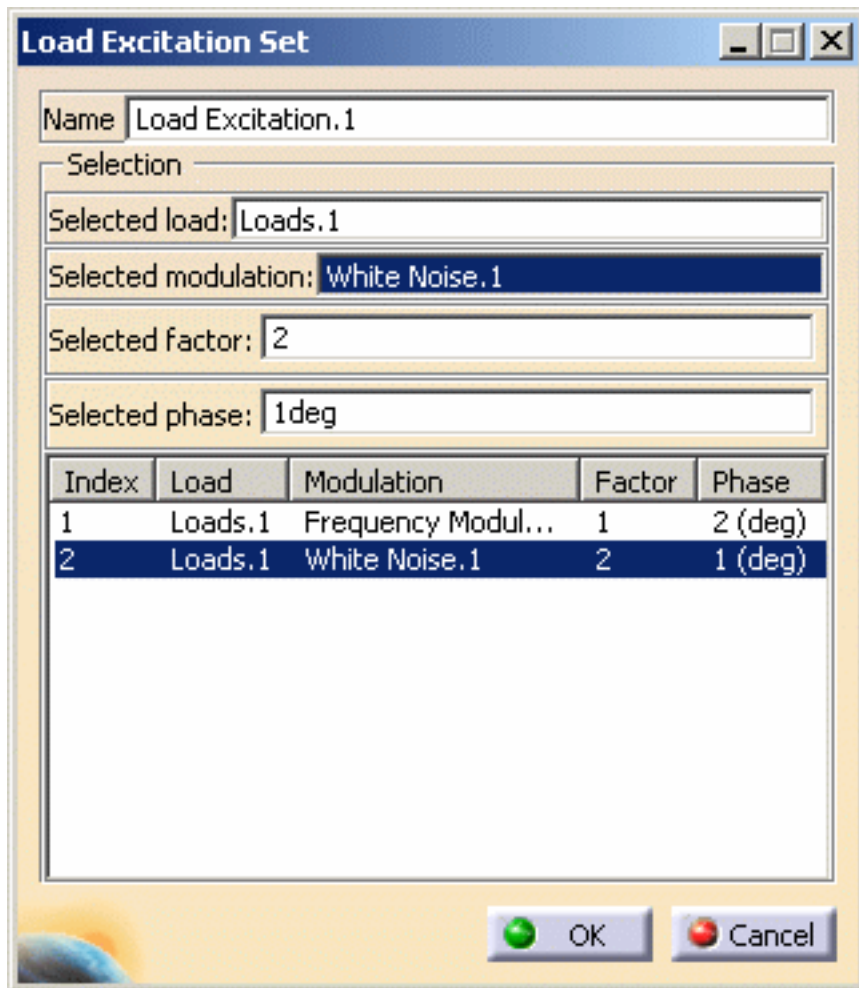 Load Excitation Set
Name Load Excitation.1
Selection
Selected load: Loads.1
Selected modulation: White Noise.1
Selected factor: 2
Selected phase: 1deg
Index Load Modulation Factor Phase
1 Loads.1 Frequency Modul... 1 2 (deg)
2 Loads.1 White Noise.1 2 1 (deg)
OK Cancel